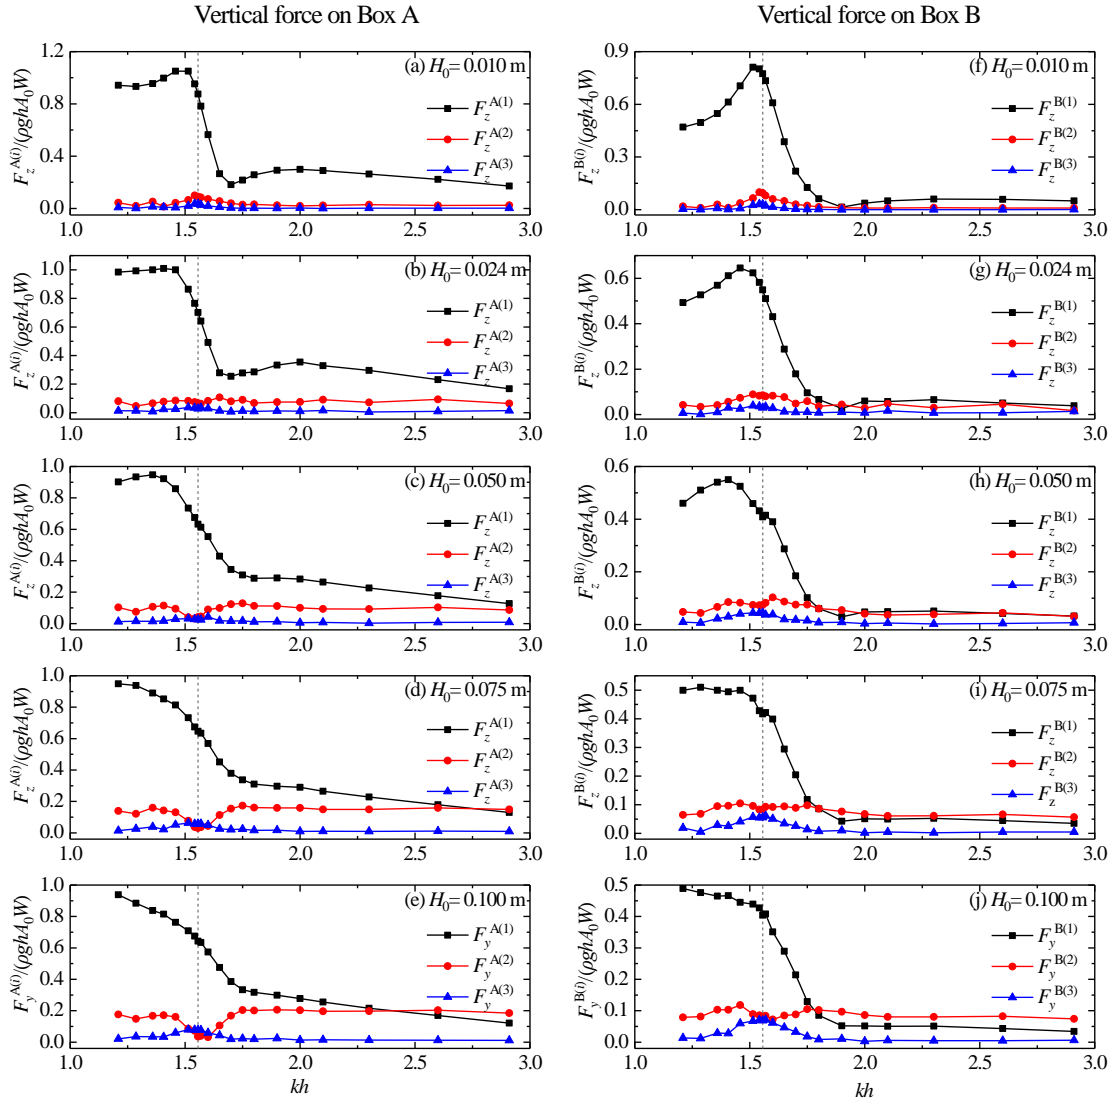 Vertical force on Box A
Vertical force on Box B
(a) H₀= 0.010 m
F_z^A(1)
F_z^A(2)
F_z^A(3)
F_z^A(i)/(ρghA₀W)
1.2
0.8
0.4
0.0
1.0 1.5 2.0 2.5 3.0
(f) H₀= 0.010 m
F_z^B(1)
F_z^B(2)
F_z^B(3)
F_z^B(i)/(ρghA₀W)
0.9
0.6
0.3
0.0
1.0 1.5 2.0 2.5 3.0
(b) H₀= 0.024 m
F_z^A(1)
F_z^A(2)
F_z^A(3)
F_z^A(i)/(ρghA₀W)
1.0
0.8
0.6
0.4
0.2
0.0
1.0 1.5 2.0 2.5 3.0
(g) H₀= 0.024 m
F_z^B(1)
F_z^B(2)
F_z^B(3)
F_z^B(i)/(ρghA₀W)
0.6
0.4
0.2
0.0
1.0 1.5 2.0 2.5 3.0
(c) H₀= 0.050 m
F_z^A(1)
F_z^A(2)
F_z^A(3)
F_z^A(i)/(ρghA₀W)
1.0
0.8
0.6
0.4
0.2
0.0
1.0 1.5 2.0 2.5 3.0
(h) H₀= 0.050 m
F_z^B(1)
F_z^B(2)
F_z^B(3)
F_z^B(i)/(ρghA₀W)
0.6
0.4
0.2
0.0
1.0 1.5 2.0 2.5 3.0
(d) H₀= 0.075 m
F_z^A(1)
F_z^A(2)
F_z^A(3)
F_z^A(i)/(ρghA₀W)
1.0
0.8
0.6
0.4
0.2
0.0
1.0 1.5 2.0 2.5 3.0
(i) H₀= 0.075 m
F_z^B(1)
F_z^B(2)
F_z^B(3)
F_z^B(i)/(ρghA₀W)
0.5
0.4
0.3
0.2
0.1
0.0
1.0 1.5 2.0 2.5 3.0
(e) H₀= 0.100 m
F_y^A(1)
F_y^A(2)
F_y^A(3)
F_y^A(i)/(ρghA₀W)
1.0
0.8
0.6
0.4
0.2
0.0
1.0 1.5 2.0 2.5 3.0
kh
(j) H₀= 0.100 m
F_y^B(1)
F_y^B(2)
F_y^B(3)
F_y^B(i)/(ρghA₀W)
0.5
0.4
0.3
0.2
0.1
0.0
1.0 1.5 2.0 2.5 3.0
kh